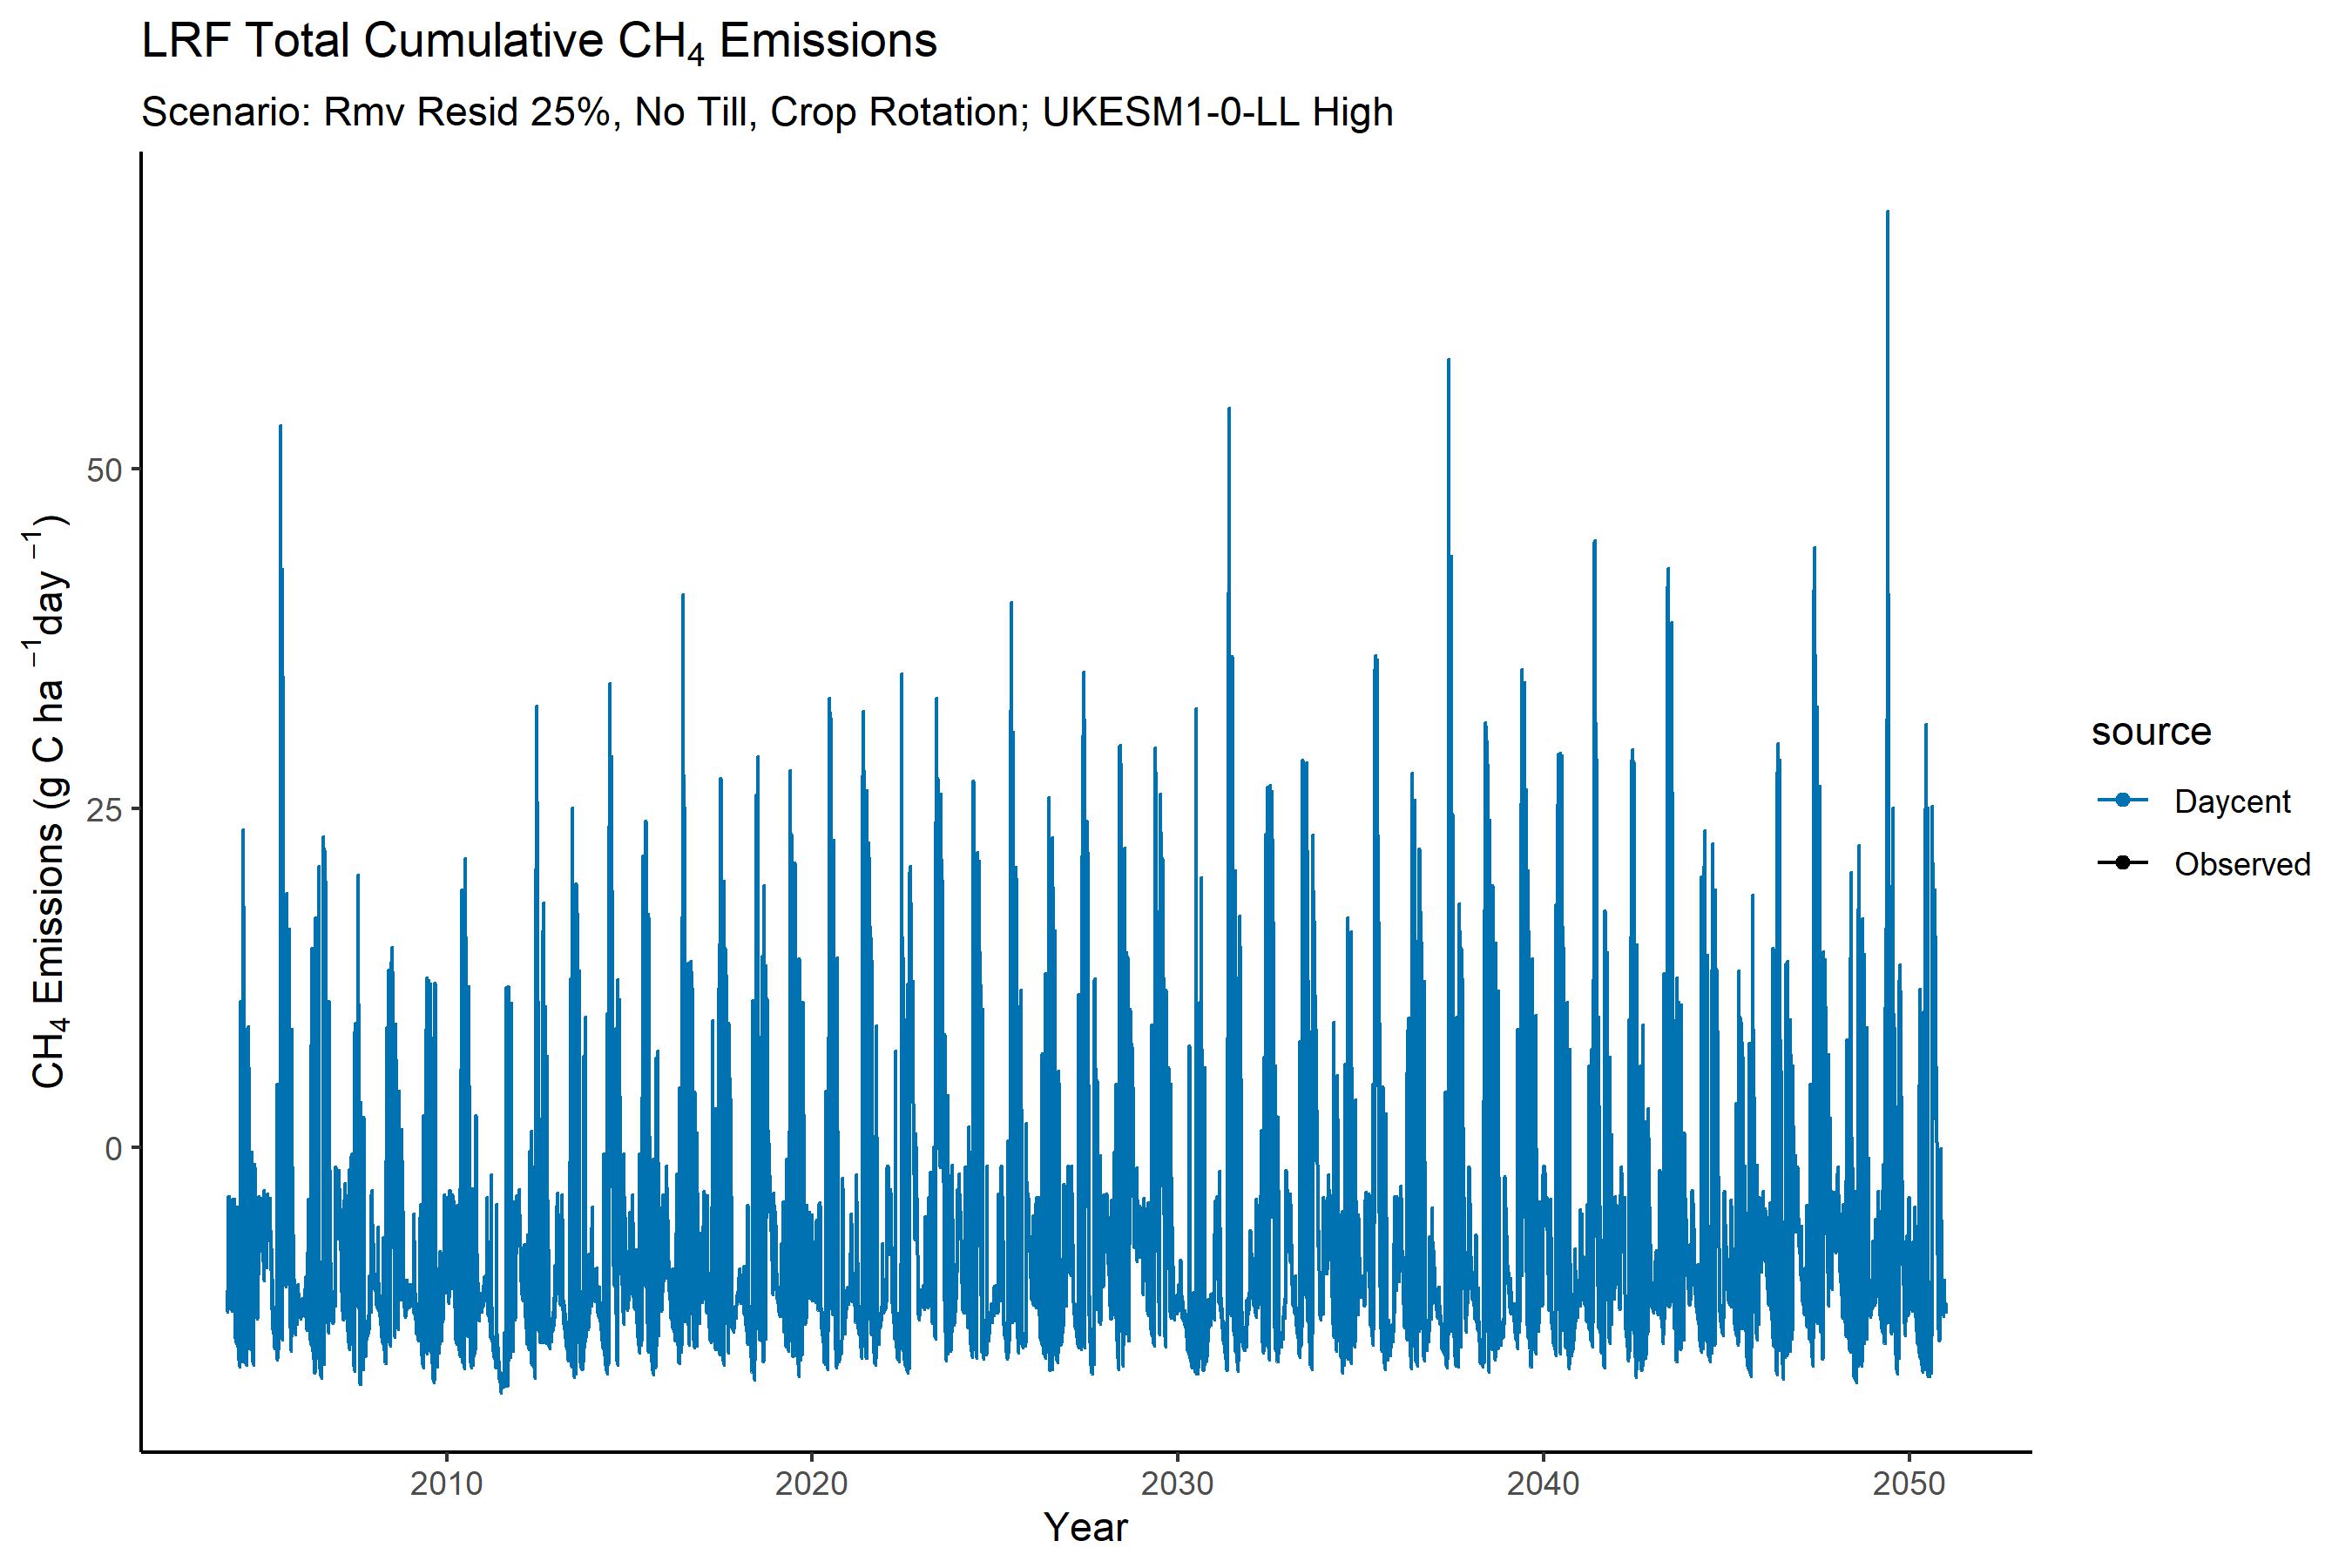 LRF Total Cumulative CH₄ Emissions
Scenario: Rmv Resid 25%, No Till, Crop Rotation; UKESM1-0-LL High
CH₄ Emissions (g C ha ⁻¹day ⁻¹)
50
25
0
2010 2020 2030 2040 2050
Year
source
Daycent
Observed